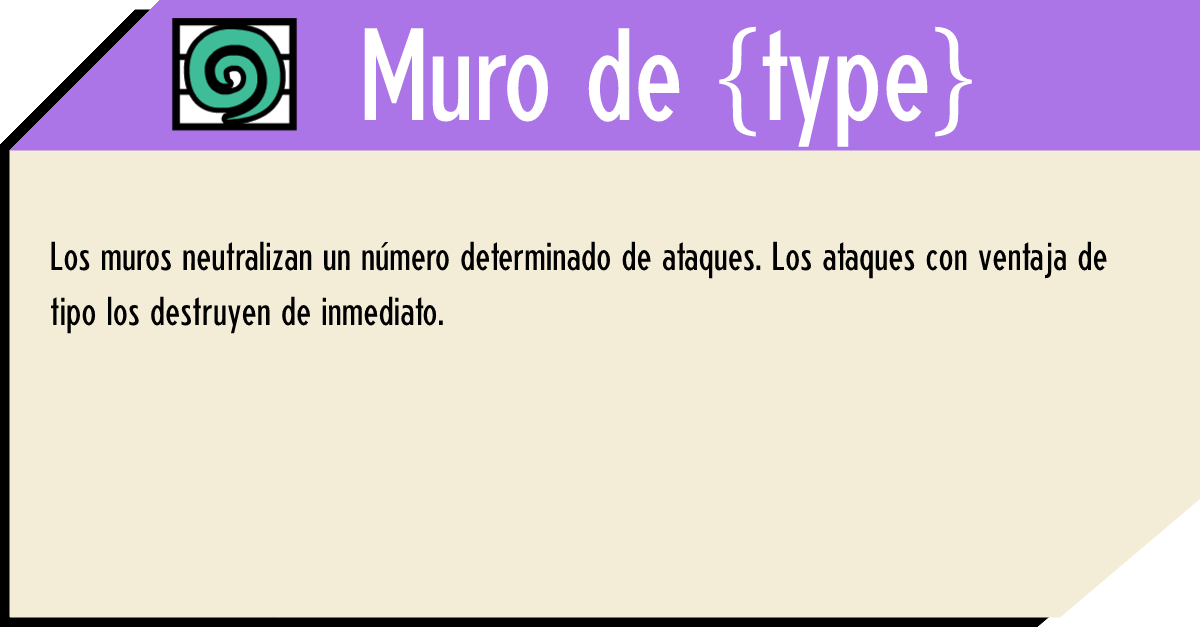 Muro de {type}
Los muros neutralizan un número determinado de ataques. Los ataques con ventaja de
tipo los destruyen de inmediato.